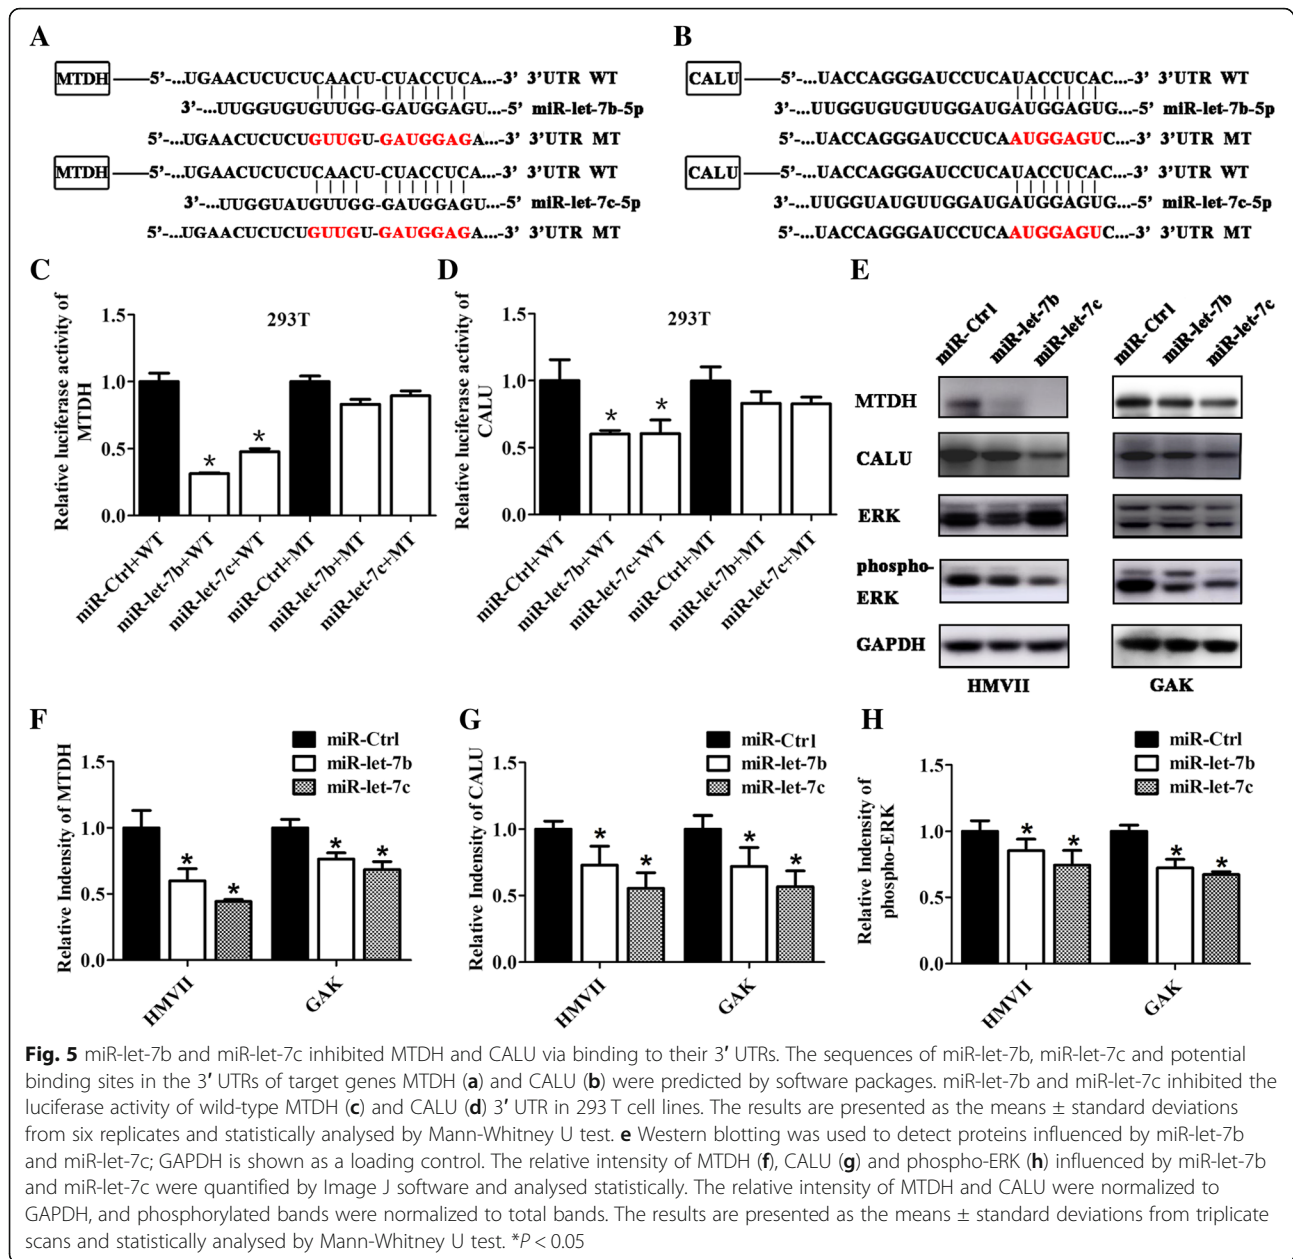 A
MTDH 5'-...UGAACUCUCUCAACU-CUACCUCA...-3' 3'UTR WT
3'-...UUGGUGUGUUGG-GAUGGAGU...-5' miR-let-7b-5p
5'-...UGAACUCUCUGUUGU-GAUGGAGA...-3' 3'UTR MT
MTDH 5'-...UGAACUCUCUCAACU-CUACCUCA...-3' 3'UTR WT
3'-...UUGGUAUGUUGG-GAUGGAGU...-5' miR-let-7c-5p
5'-...UGAACUCUCUGUUGU-GAUGGAGA...-3' 3'UTR MT
B
CALU 5'-...UACCAGGGAUCCUCAUACCUCAC...-3' 3'UTR WT
3'-...UUGGUGUGUUGGAUGAUGGAGUG...-5' miR-let-7b-5p
5'-...UACCAGGGAUCCUCAAUGGAGUC...-3' 3'UTR MT
CALU 5'-...UACCAGGGAUCCUCAUACCUCAC...-3' 3'UTR WT
3'-...UUGGUAUGUUGGAUGAUGGAGUG...-5' miR-let-7c-5p
5'-...UACCAGGGAUCCUCAAUGGAGUC...-3' 3'UTR MT
C
Relative luciferase activity of
MTDH
293T
1.5
1.0
0.5
0.0
* *
miR-Ctrl+WT
miR-let-7b+WT
miR-let-7c+WT
miR-Ctrl+MT
miR-let-7b+MT
miR-let-7c+MT
D
Relative luciferase activity of
CALU
293T
1.5
1.0
0.5
0.0
* *
miR-Ctrl+WT
miR-let-7b+WT
miR-let-7c+WT
miR-Ctrl+MT
miR-let-7b+MT
miR-let-7c+MT
E
miR-Ctrl miR-let-7b miR-let-7c miR-Ctrl miR-let-7b miR-let-7c
MTDH
CALU
ERK
phospho-
ERK
GAPDH
HMVII GAK
F
Relative Indensity of MTDH
miR-Ctrl
miR-let-7b
miR-let-7c
1.5
1.0
0.5
0.0
* * * *
HMVII GAK
G
Relative Indensity of CALU
miR-Ctrl
miR-let-7b
miR-let-7c
1.5
1.0
0.5
0.0
* * * *
HMVII GAK
H
Relative Indensity of
phospho-ERK
miR-Ctrl
miR-let-7b
miR-let-7c
1.5
1.0
0.5
0.0
* * * *
HMVII GAK
Fig. 5 miR-let-7b and miR-let-7c inhibited MTDH and CALU via binding to their 3′ UTRs. The sequences of miR-let-7b, miR-let-7c and potential
binding sites in the 3′ UTRs of target genes MTDH (a) and CALU (b) were predicted by software packages. miR-let-7b and miR-let-7c inhibited the
luciferase activity of wild-type MTDH (c) and CALU (d) 3′ UTR in 293 T cell lines. The results are presented as the means ± standard deviations
from six replicates and statistically analysed by Mann-Whitney U test. e Western blotting was used to detect proteins influenced by miR-let-7b
and miR-let-7c; GAPDH is shown as a loading control. The relative intensity of MTDH (f), CALU (g) and phospho-ERK (h) influenced by miR-let-7b
and miR-let-7c were quantified by Image J software and analysed statistically. The relative intensity of MTDH and CALU were normalized to
GAPDH, and phosphorylated bands were normalized to total bands. The results are presented as the means ± standard deviations from triplicate
scans and statistically analysed by Mann-Whitney U test. *P < 0.05